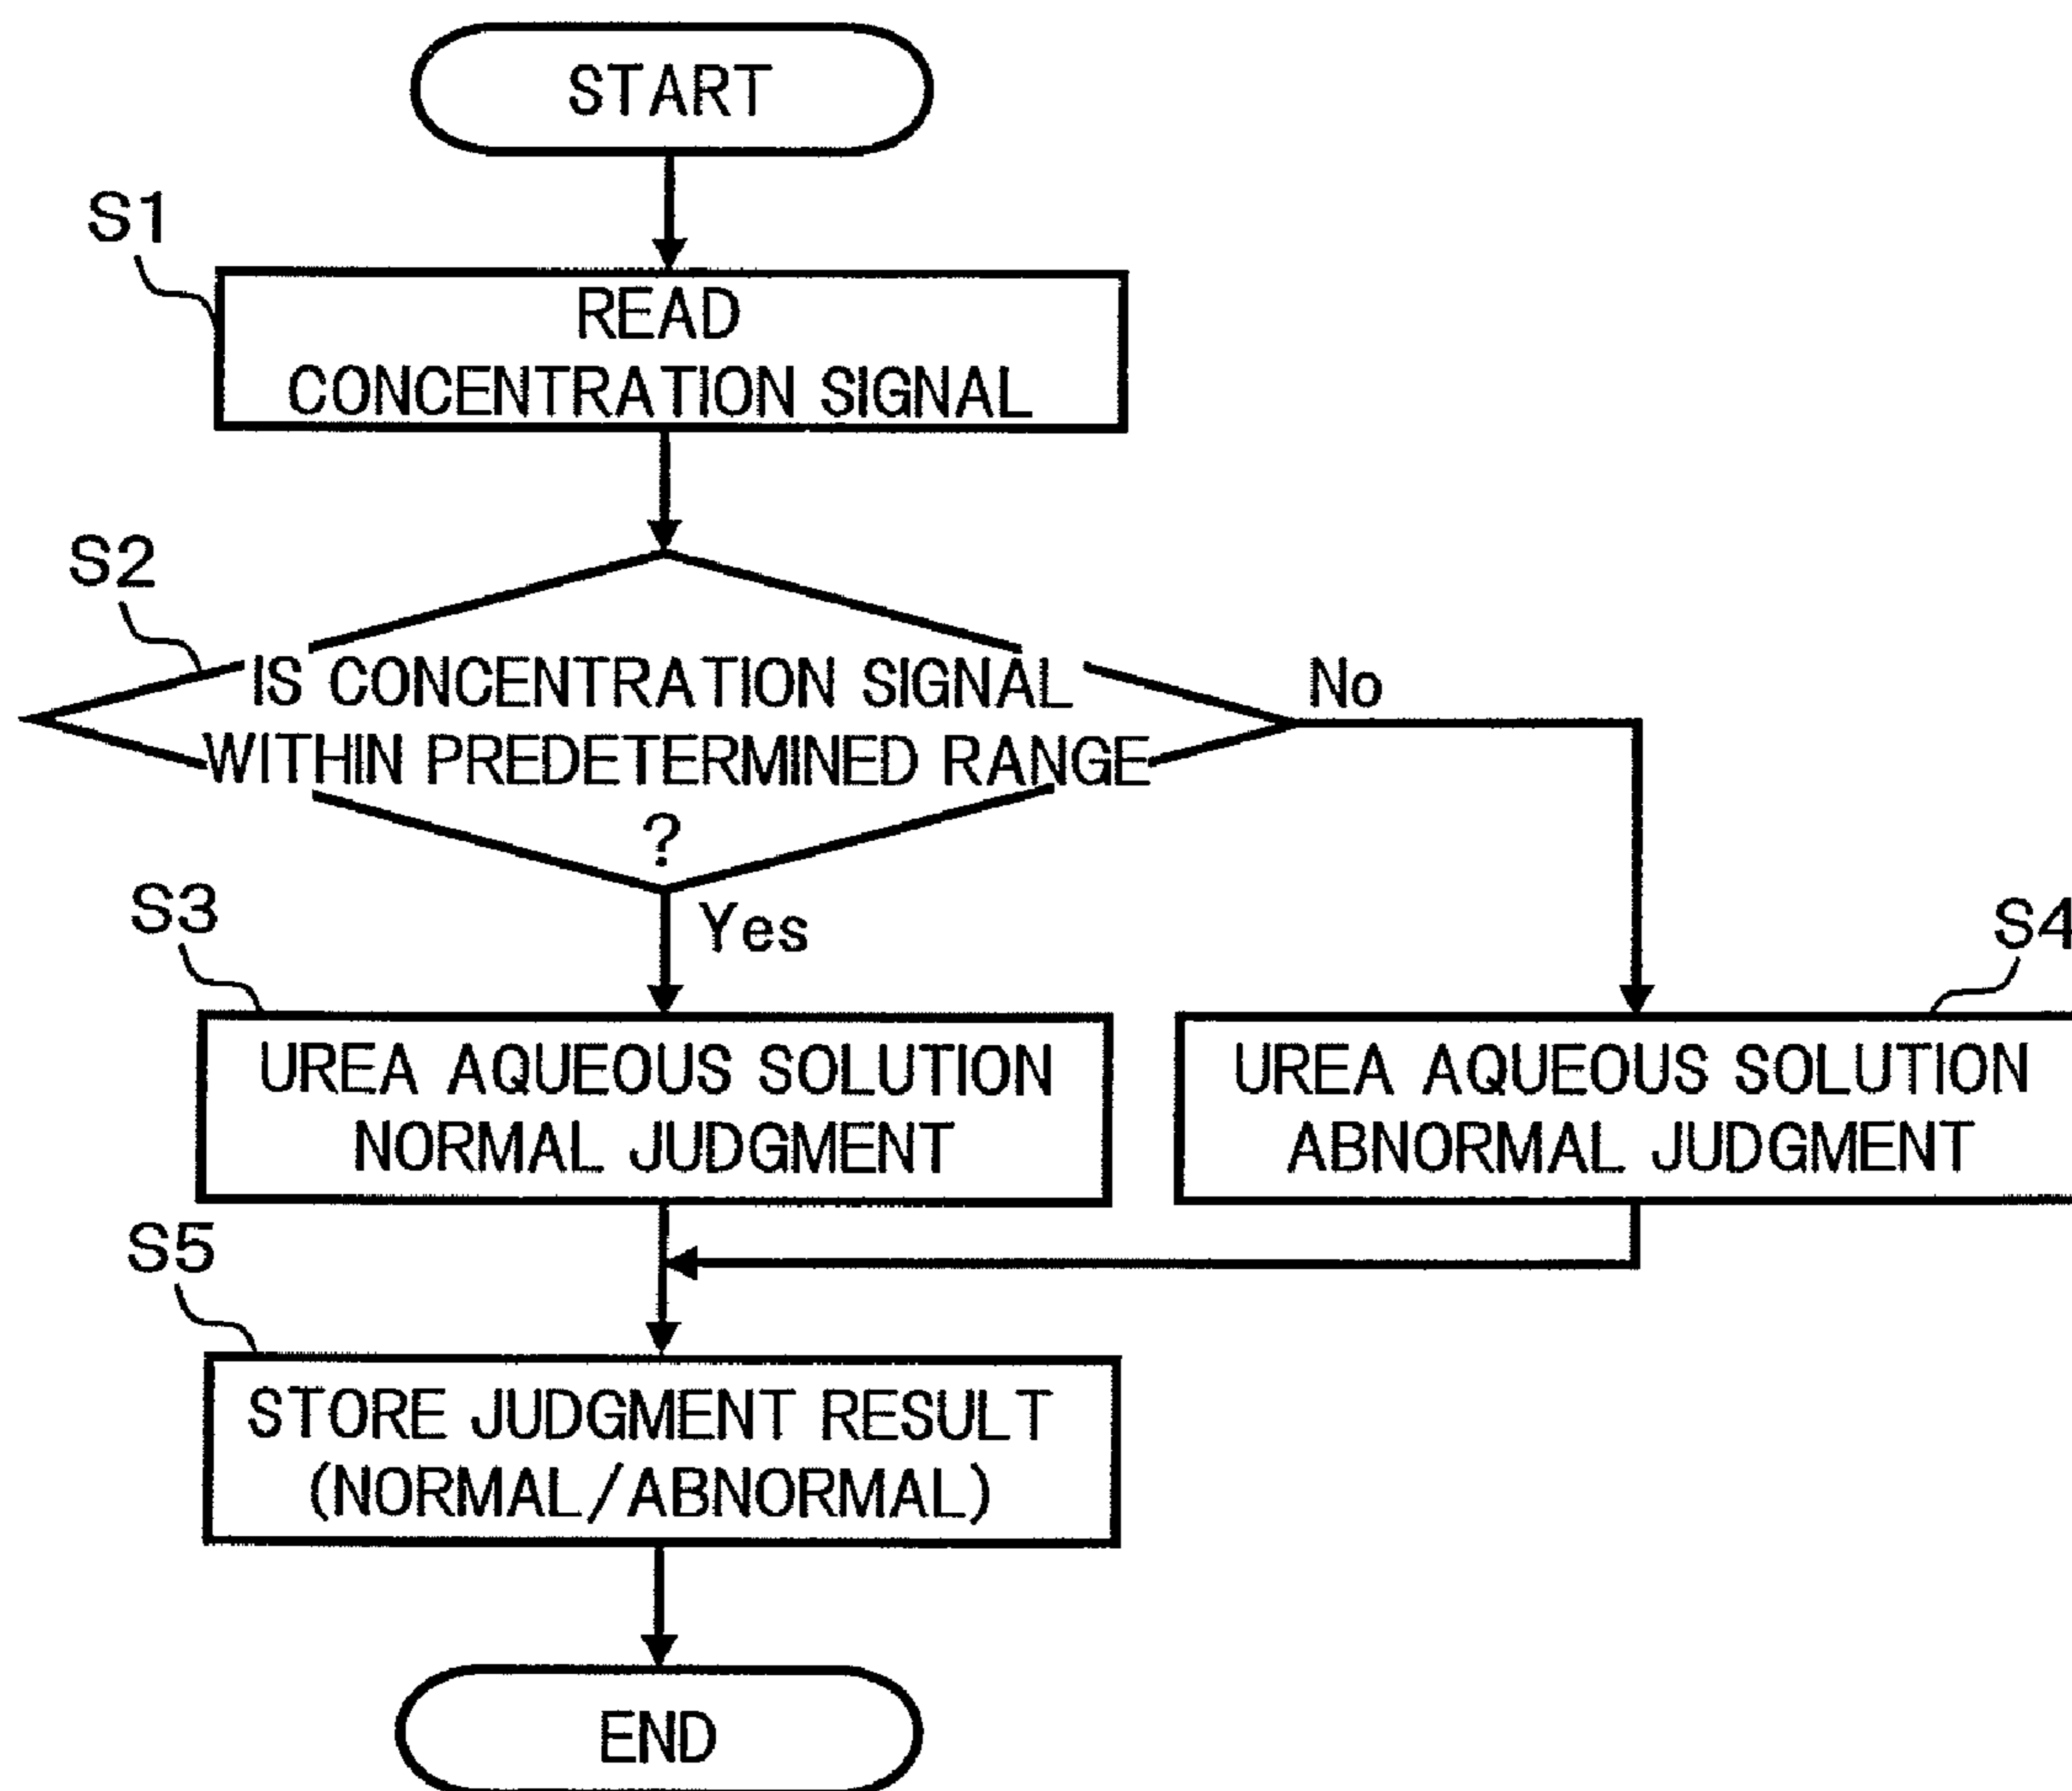 START
S1
READ
CONCENTRATION SIGNAL
S2
IS CONCENTRATION SIGNAL
WITHIN PREDETERMINED RANGE
?
No
Yes
S3
UREA AQUEOUS SOLUTION
NORMAL JUDGMENT
S4
UREA AQUEOUS SOLUTION
ABNORMAL JUDGMENT
S5
STORE JUDGMENT RESULT
(NORMAL/ABNORMAL)
END